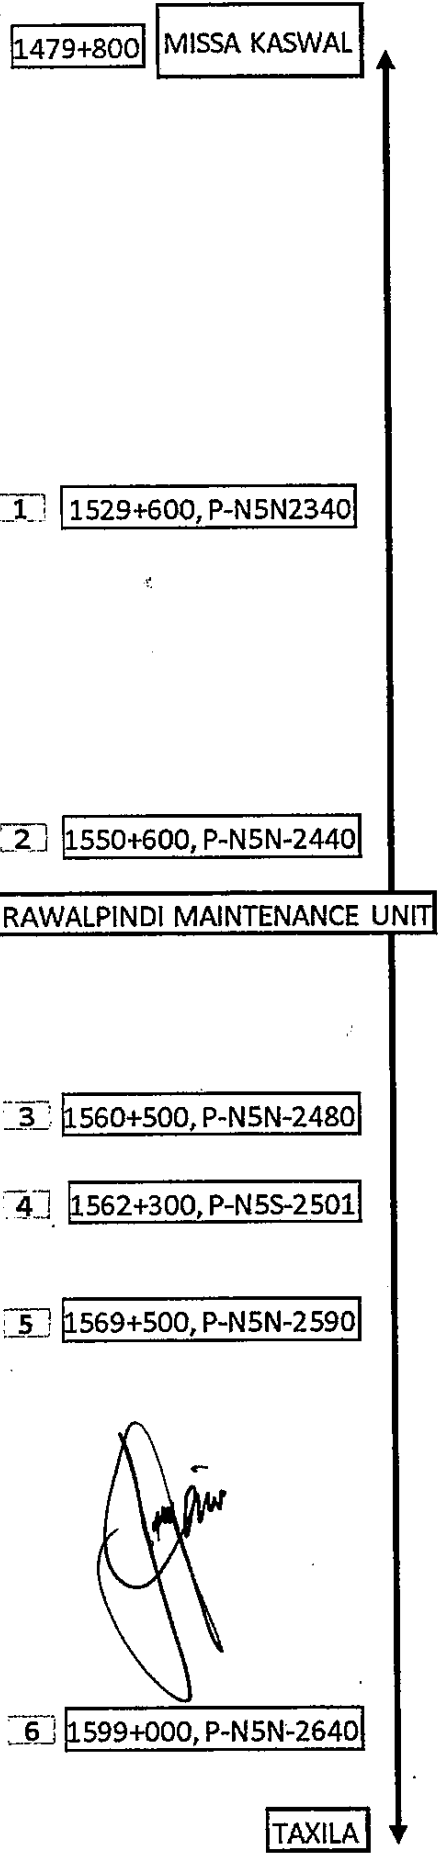 1479+800 MISSA KASWAL
1 1529+600, P-N5N2340
2 1550+600, P-N5N-2440
RAWALPINDI MAINTENANCE UNIT
3 1560+500, P-N5N-2480
4 1562+300, P-N5S-2501
5 1569+500, P-N5N-2590
6 1599+000, P-N5N-2640
TAXILA